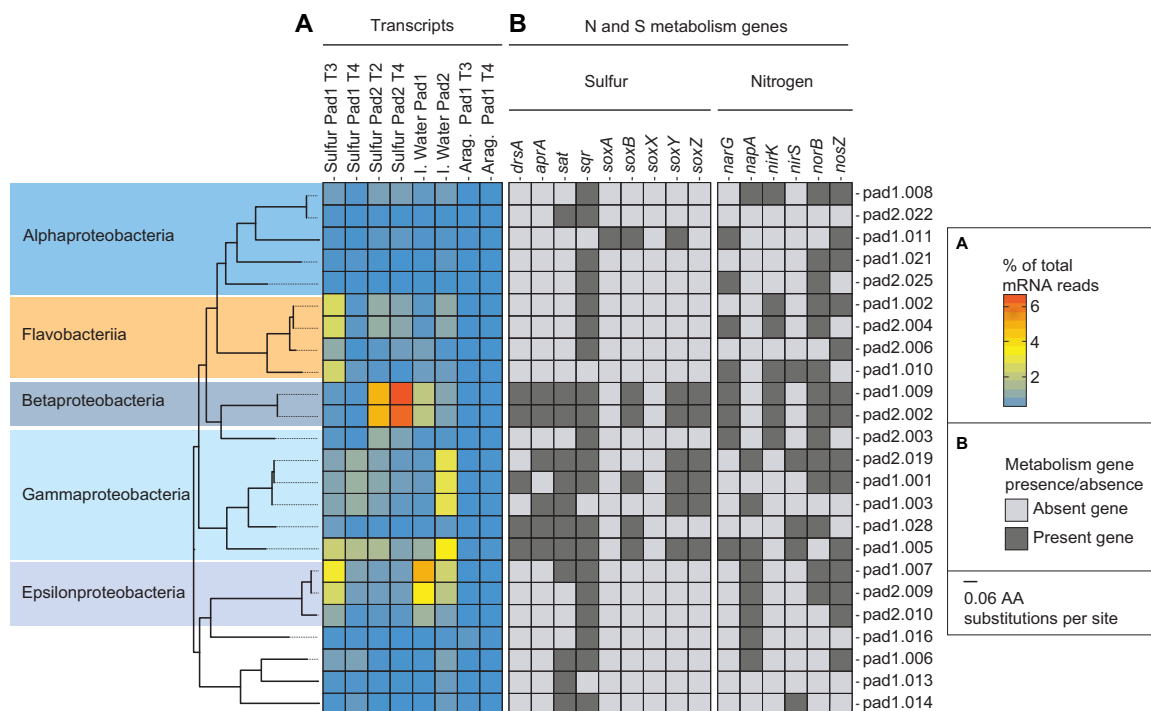 A
B
Transcripts
N and S metabolism genes
Sulfur
Nitrogen
Sulfur Pad1 T3
Sulfur Pad1 T4
Sulfur Pad2 T2
Sulfur Pad2 T4
I. Water Pad1
I. Water Pad2
Arag. Pad1 T3
Arag. Pad1 T4
drsA
aprA
sat
sqr
soxA
soxB
soxX
soxY
soxZ
narG
napA
nirK
nirS
norB
nosZ
Alphaproteobacteria
Flavobacteriia
Betaproteobacteria
Gammaproteobacteria
Epsilonproteobacteria
pad1.008
pad2.022
pad1.011
pad1.021
pad2.025
pad1.002
pad2.004
pad2.006
pad1.010
pad1.009
pad2.002
pad2.003
pad2.019
pad1.001
pad1.003
pad1.028
pad1.005
pad1.007
pad2.009
pad2.010
pad1.016
pad1.006
pad1.013
pad1.014
A
% of total
mRNA reads
6
4
2
B
Metabolism gene
presence/absence
Absent gene
Present gene
0.06 AA
substitutions per site